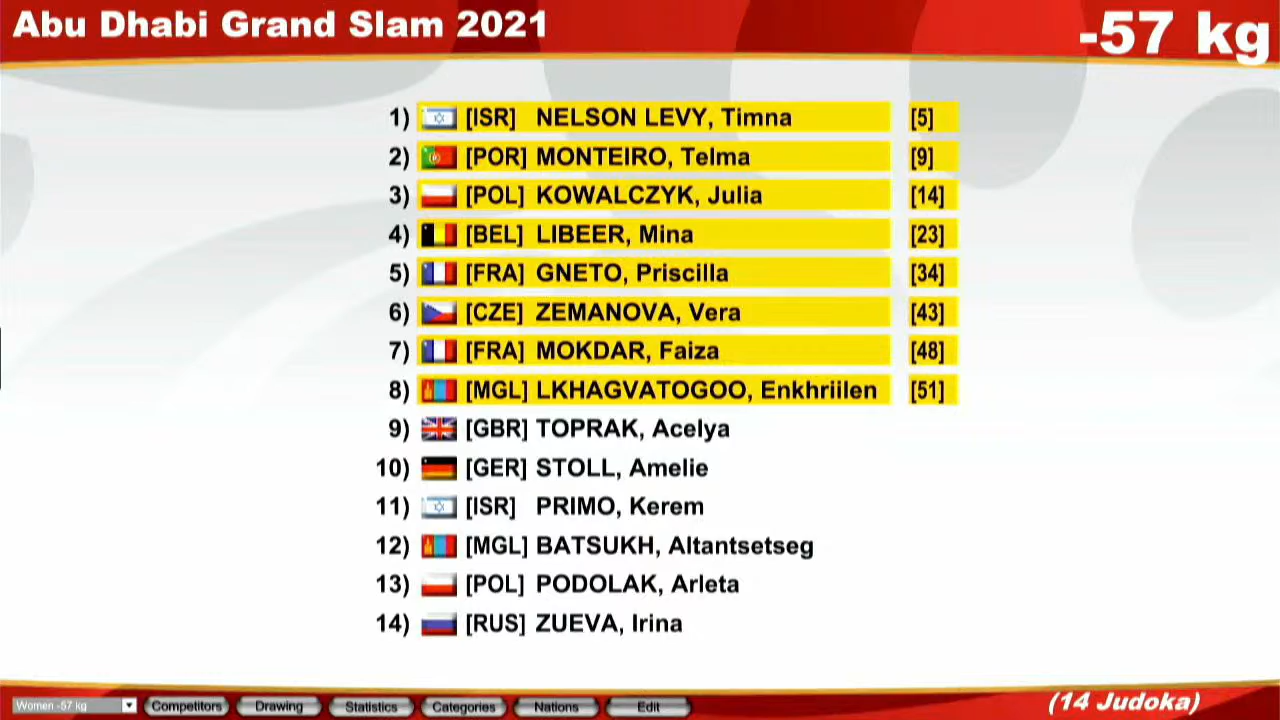 Abu Dhabi Grand Slam 2021
-57 kg
1) [ISR] NELSON LEVY, Timna [5]
2) [POR] MONTEIRO, Telma [9]
3) [POL] KOWALCZYK, Julia [14]
4) [BEL] LIBEER, Mina [23]
5) [FRA] GNETO, Priscilla [34]
6) [CZE] ZEMANOVA, Vera [43]
7) [FRA] MOKDAR, Faiza [48]
8) [MGL] LKHAGVATOGOO, Enkhriilen [51]
9) [GBR] TOPRAK, Acelya
10) [GER] STOLL, Amelie
11) [ISR] PRIMO, Kerem
12) [MGL] BATSUKH, Altantsetseg
13) [POL] PODOLAK, Arleta
14) [RUS] ZUEVA, Irina
Women -57 kg Competitors Drawing Statistics Categories Nations Edit (14 Judoka)